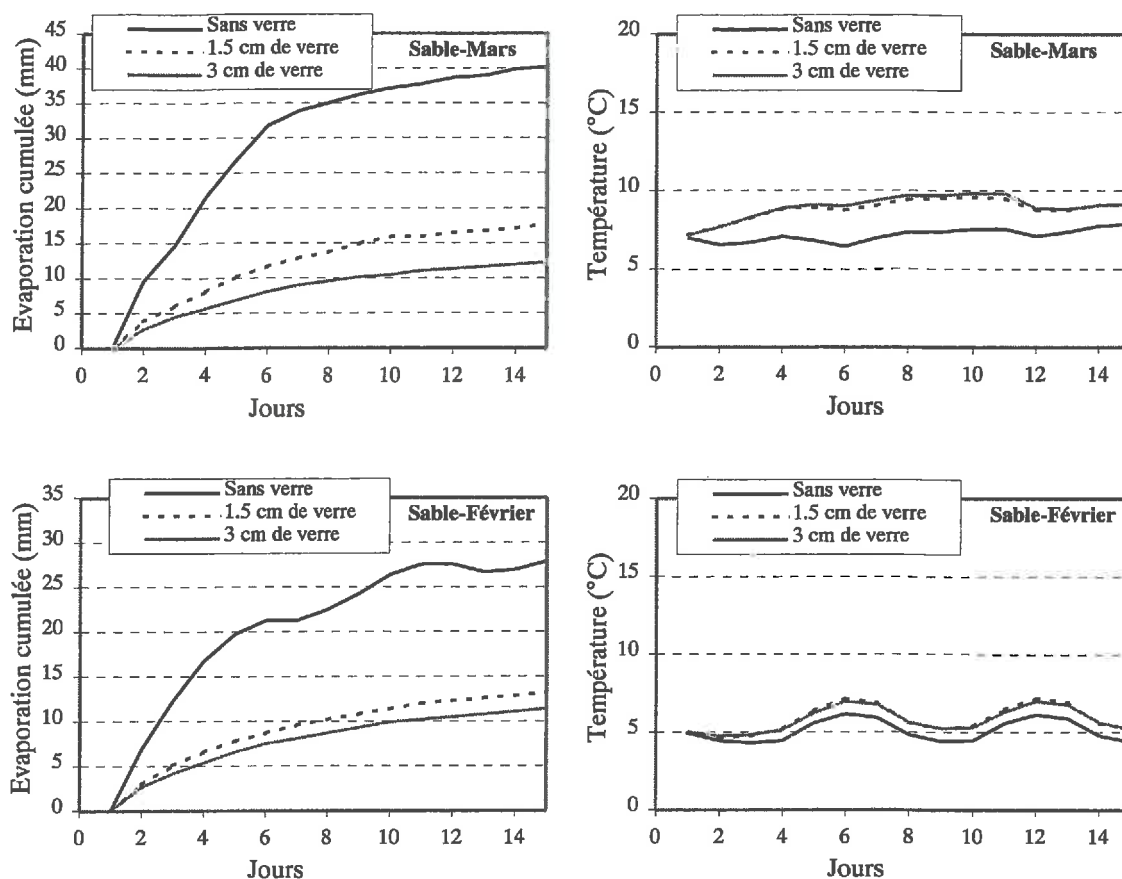 Sans verre
1.5 cm de verre
3 cm de verre
Sable-Mars
Evaporation cumulée (mm)
45
40
35
30
25
20
15
10
5
0
0 2 4 6 8 10 12 14
Jours
Sans verre
1.5 cm de verre
3 cm de verre
Sable-Mars
Température (°C)
20
15
10
5
0
0 2 4 6 8 10 12 14
Jours
Sans verre
1.5 cm de verre
3 cm de verre
Sable-Février
Evaporation cumulée (mm)
35
30
25
20
15
10
5
0
0 2 4 6 8 10 12 14
Jours
Sans verre
1.5 cm de verre
3 cm de verre
Sable-Février
Température (°C)
20
15
10
5
0
0 2 4 6 8 10 12 14
Jours